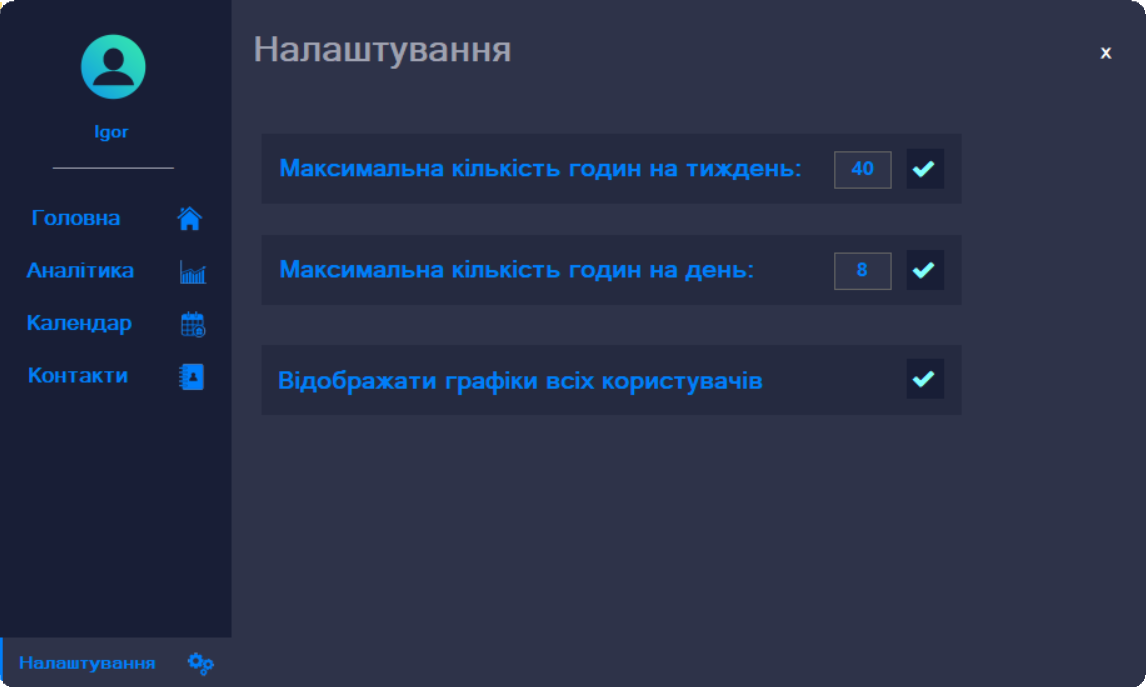 Igor
Головна
Аналітика
Календар
Контакти
Налаштування
Налаштування
x
Максимальна кількість годин на тиждень: 40
Максимальна кількість годин на день: 8
Відображати графіки всіх користувачів